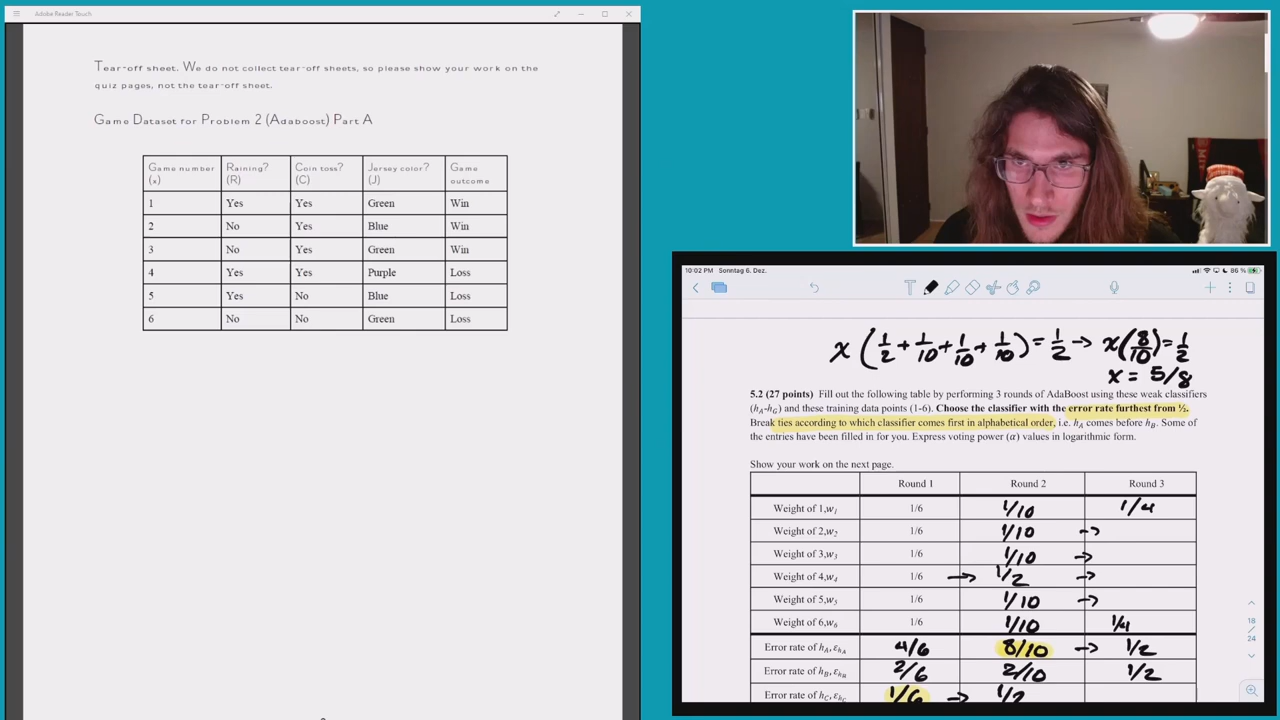 Adobe Reader Touch
Tear-off sheet. We do not collect tear-off sheets, so please show your work on the
quiz pages, not the tear-off sheet.
Game Dataset for Problem 2 (Adaboost) Part A
Game number (x) Raining? (R) Coin toss? (C) Jersey color? (J) Game outcome
1 Yes Yes Green Win
2 No Yes Blue Win
3 No Yes Green Win
4 Yes Yes Purple Loss
5 Yes No Blue Loss
6 No No Green Loss
10:02 PM Sonntag 6. Dez. 86 %
x (1/2 + 1/10 + 1/10 + 1/10) = 1/2 → x(8/10) = 1/2
x = 5/8
5.2 (27 points) Fill out the following table by performing 3 rounds of AdaBoost using these weak classifiers
(hA-hG) and these training data points (1-6). Choose the classifier with the error rate furthest from ½.
Break ties according to which classifier comes first in alphabetical order, i.e. hA comes before hB. Some of
the entries have been filled in for you. Express voting power (α) values in logarithmic form.
Show your work on the next page.
Round 1 Round 2 Round 3
Weight of 1,w1 1/6 1/10 1/4
Weight of 2,w2 1/6 1/10 →
Weight of 3,w3 1/6 1/10 →
Weight of 4,w4 1/6 → 1/2 →
Weight of 5,w5 1/6 1/10 →
Weight of 6,w6 1/6 1/10 1/4
Error rate of hA, εhA 4/6 8/10 → 1/2
Error rate of hB, εhB 2/6 2/10 1/2
Error rate of hC, εhC 1/6 → 1/2
18
/
24